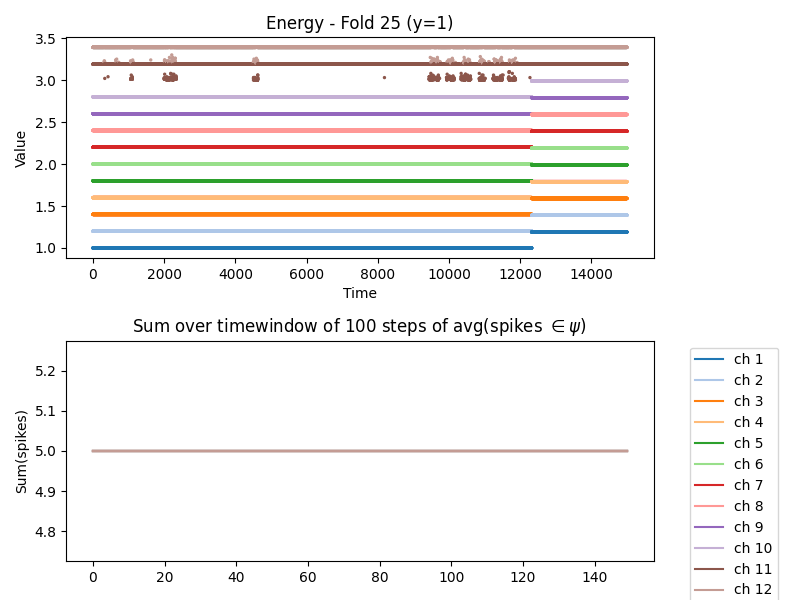 Energy - Fold 25 (y=1)
3.5
3.0
2.5
2.0
1.5
1.0
Value
0 2000 4000 6000 8000 10000 12000 14000
Time
Sum over timewindow of 100 steps of avg(spikes ∈ψ)
5.2
5.1
5.0
4.9
4.8
Sum(spikes)
0 20 40 60 80 100 120 140
ch 1
ch 2
ch 3
ch 4
ch 5
ch 6
ch 7
ch 8
ch 9
ch 10
ch 11
ch 12